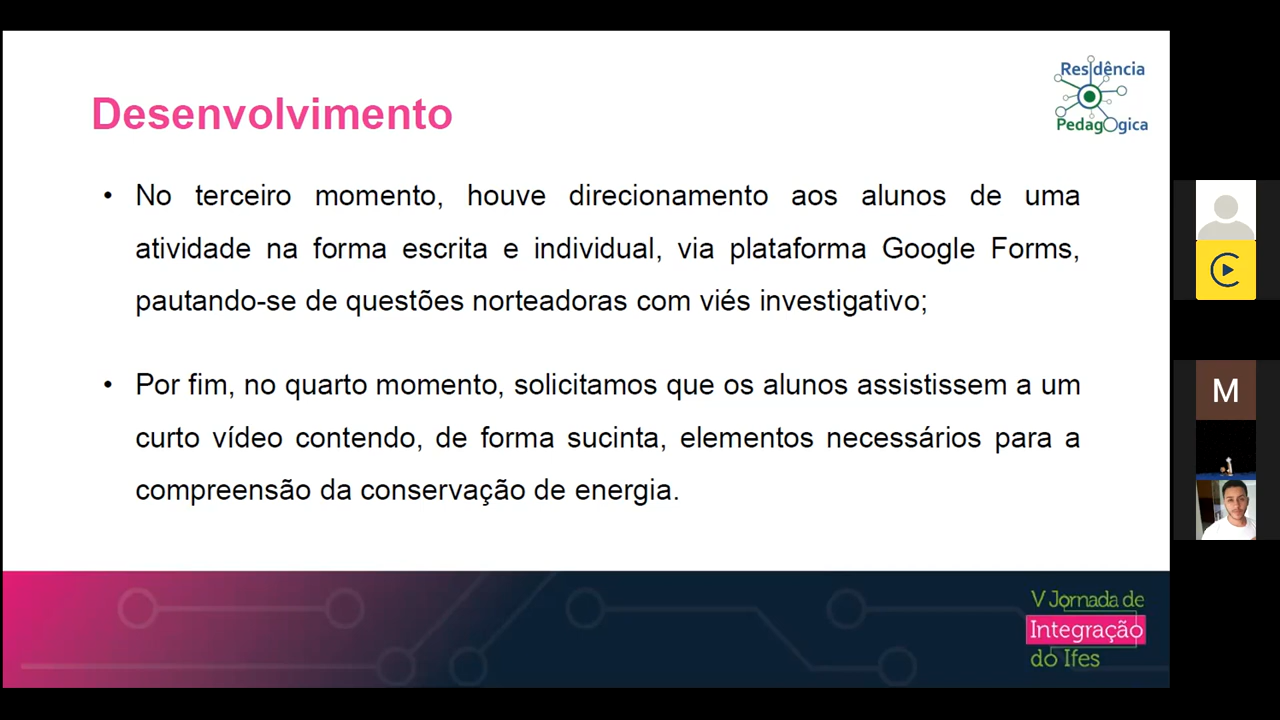 Residência
Pedagógica
Desenvolvimento
• No terceiro momento, houve direcionamento aos alunos de uma
atividade na forma escrita e individual, via plataforma Google Forms,
pautando-se de questões norteadoras com viés investigativo;
• Por fim, no quarto momento, solicitamos que os alunos assistissem a um
curto vídeo contendo, de forma sucinta, elementos necessários para a
compreensão da conservação de energia.
M
V Jornada de
Integração
do Ifes